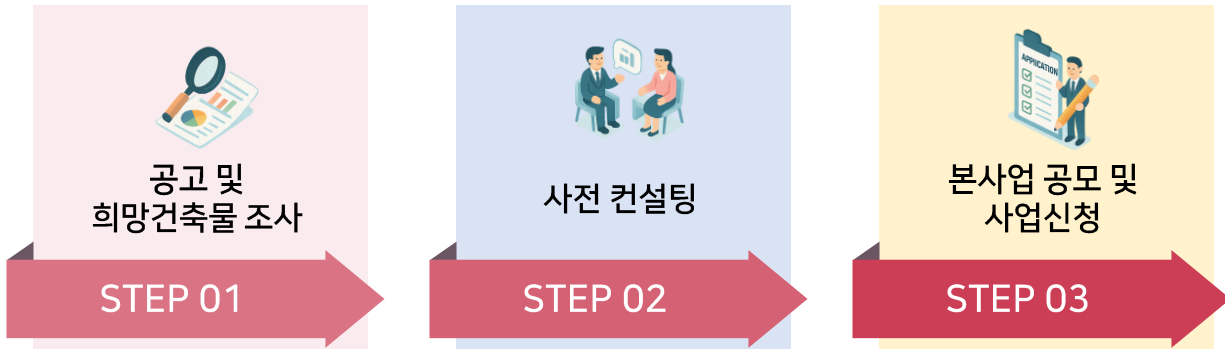 공고 및
희망건축물 조사
STEP 01
사전 컨설팅
STEP 02
APPLICATION
본사업 공모 및
사업신청
STEP 03